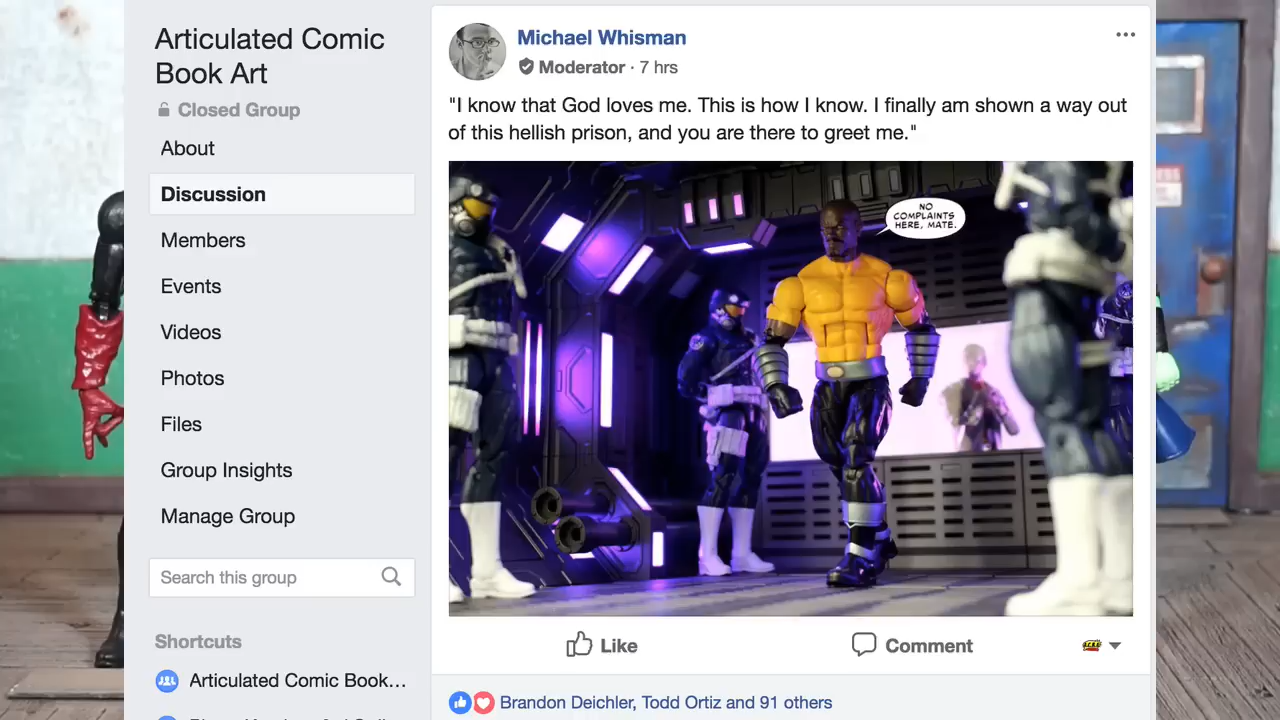 Articulated Comic
Book Art
Closed Group
About
Discussion
Members
Events
Videos
Photos
Files
Group Insights
Manage Group
Search this group
Shortcuts
Articulated Comic Book...
Michael Whisman
Moderator · 7 hrs
"I know that God loves me. This is how I know. I finally am shown a way out
of this hellish prison, and you are there to greet me."
NO
COMPLAINTS
HERE, MATE.
Like
Comment
Brandon Deichler, Todd Ortiz and 91 others